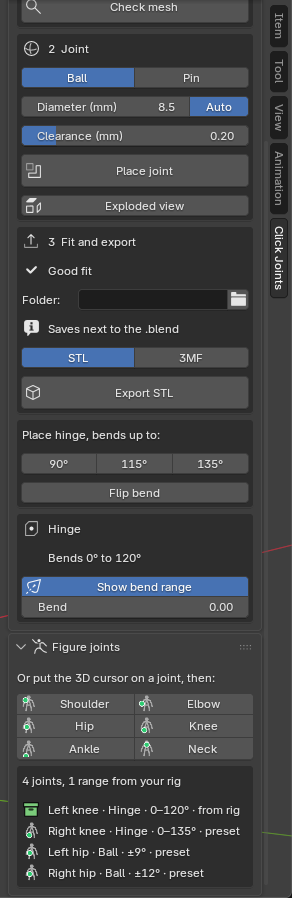 Check mesh
Item
Tool
View
Animation
Click Joints
2 Joint
Ball
Pin
Diameter (mm) 8.5
Auto
Clearance (mm) 0.20
Place joint
Exploded view
3 Fit and export
Good fit
Folder:
Saves next to the .blend
STL
3MF
Export STL
Place hinge, bends up to:
90°
115°
135°
Flip bend
Hinge
Bends 0° to 120°
Show bend range
Bend 0.00
Figure joints
Or put the 3D cursor on a joint, then:
Shoulder
Elbow
Hip
Knee
Ankle
Neck
4 joints, 1 range from your rig
Left knee · Hinge · 0–120° · from rig
Right knee · Hinge · 0–135° · preset
Left hip · Ball · ±9° · preset
Right hip · Ball · ±12° · preset